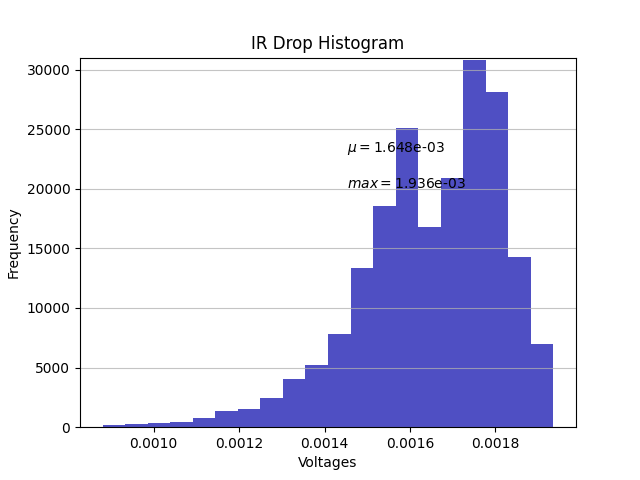 IR Drop Histogram
30000
25000
20000
15000
10000
5000
0
Frequency
μ = 1.648e-03
max = 1.936e-03
0.0010 0.0012 0.0014 0.0016 0.0018
Voltages